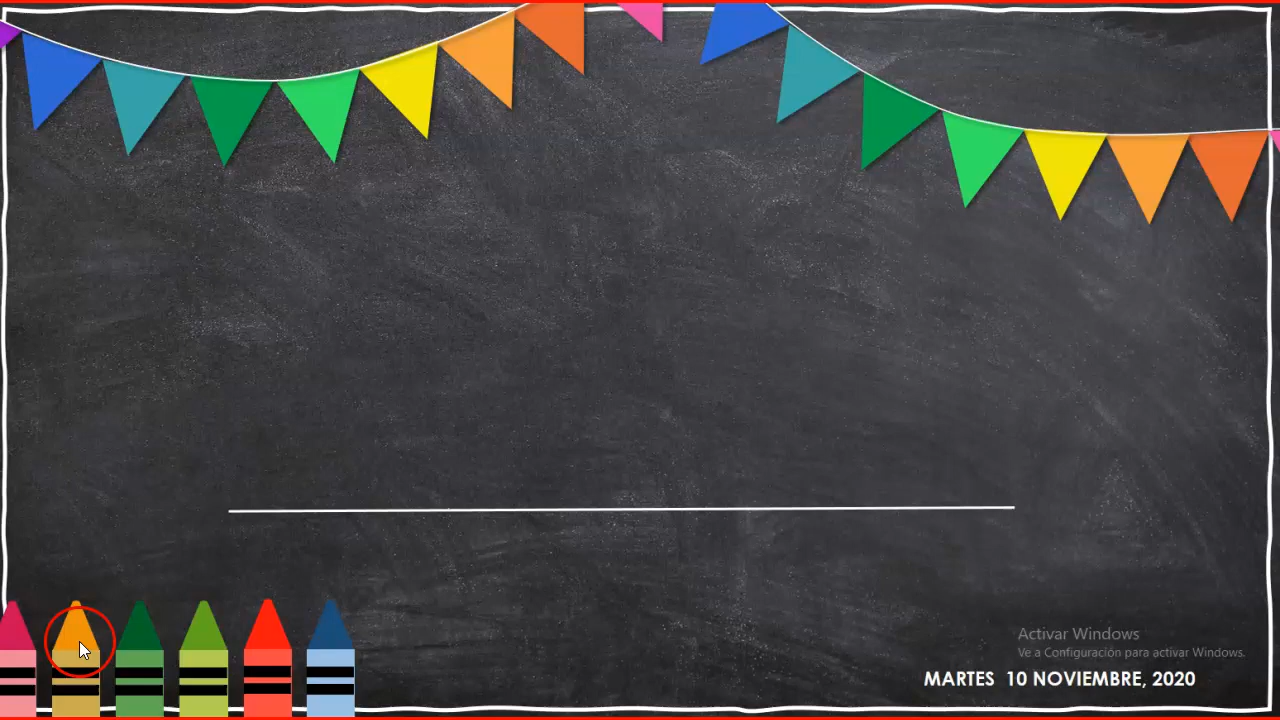 Activar Windows
Ve a Configuración para activar Windows.
MARTES 10 NOVIEMBRE, 2020